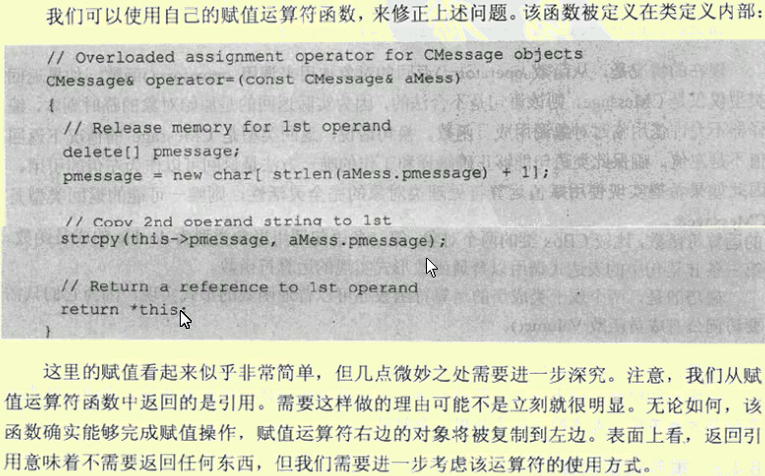 我们可以使用自己的赋值运算符函数，来修正上述问题。该函数被定义在类定义内部：
// Overloaded assignment operator for CMessage objects
CMessage& operator=(const CMessage& aMess)
{
// Release memory for 1st operand
delete[] pmessage;
pmessage = new char[ strlen(aMess.pmessage) + 1];
// Copy 2nd operand string to 1st
strcpy(this->pmessage, aMess.pmessage);
// Return a reference to 1st operand
return *this;
}
这里的赋值看起来似乎非常简单，但几点微妙之处需要进一步深究。注意，我们从赋
值运算符函数中返回的是引用。需要这样做的理由可能不是立刻就很明显。无论如何，该
函数确实能够完成赋值操作，赋值运算符右边的对象将被复制到左边。表面上看，返回引
用意味着不需要返回任何东西，但我们需要进一步考虑该运算符的使用方式。